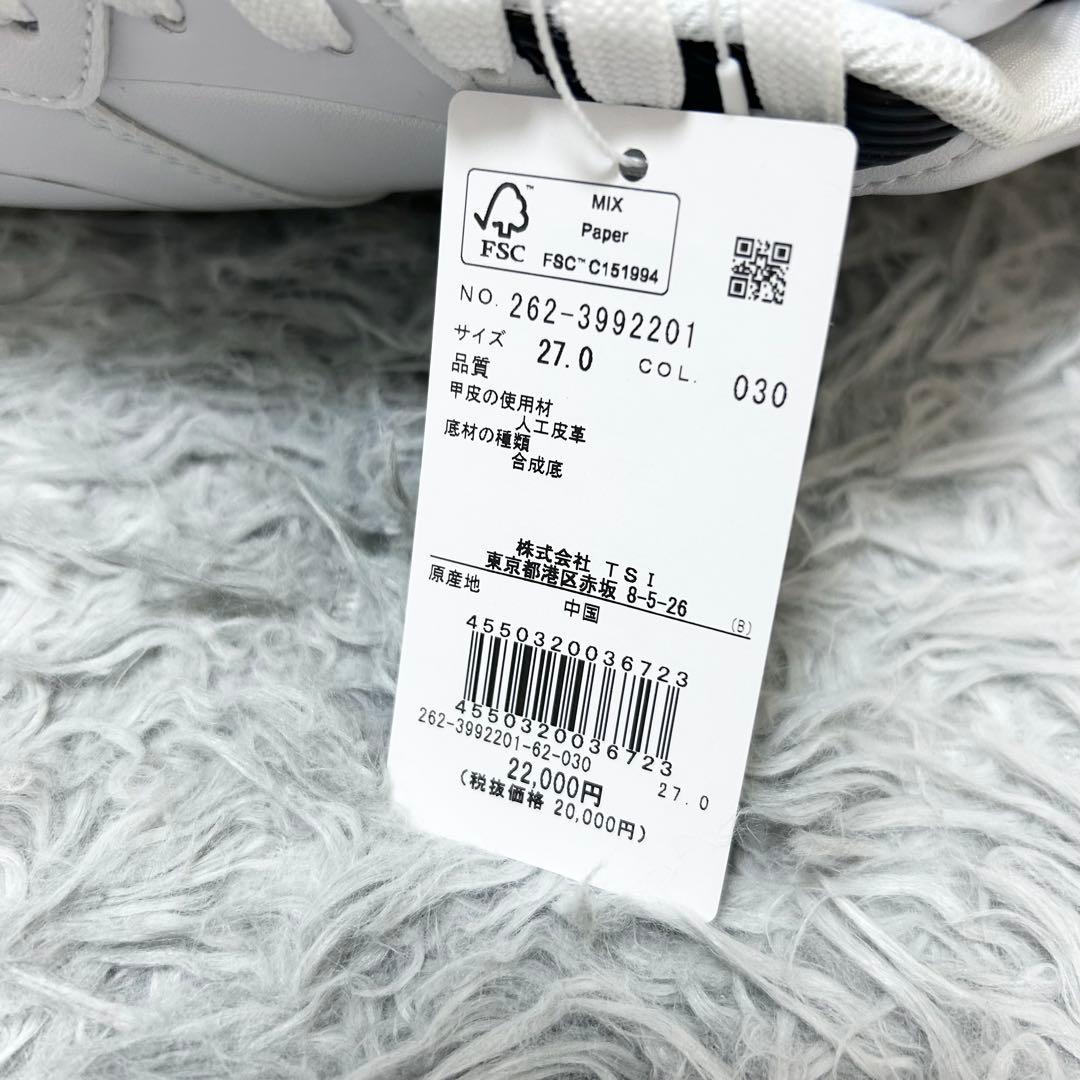 MIX
Paper
FSC™ C151994
FSC™
NO. 262-3992201
サイズ 27.0 COL. 030
品質
甲皮の使用材
人工皮革
底材の種類
合成底
株式会社 TSI
東京都港区赤坂 8-5-26 (B)
原産地 中国
4550320036723
4550320036723
262-3992201-62-030
22,000円 27.0
(税抜価格 20,000円)